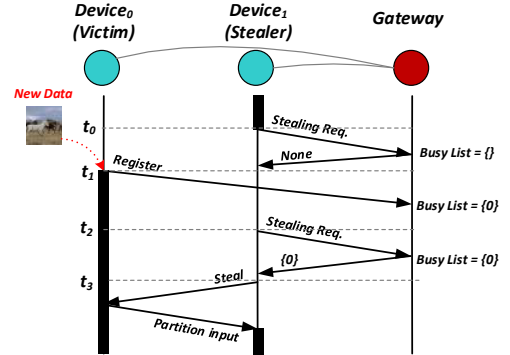 Device₀
(Victim)
Device₁
(Stealer)
Gateway
New Data
t₀
Stealing Req.
None
Busy List = {}
t₁
Register
Busy List = {0}
t₂
Stealing Req.
{0}
Busy List = {0}
t₃
Steal
Partition input